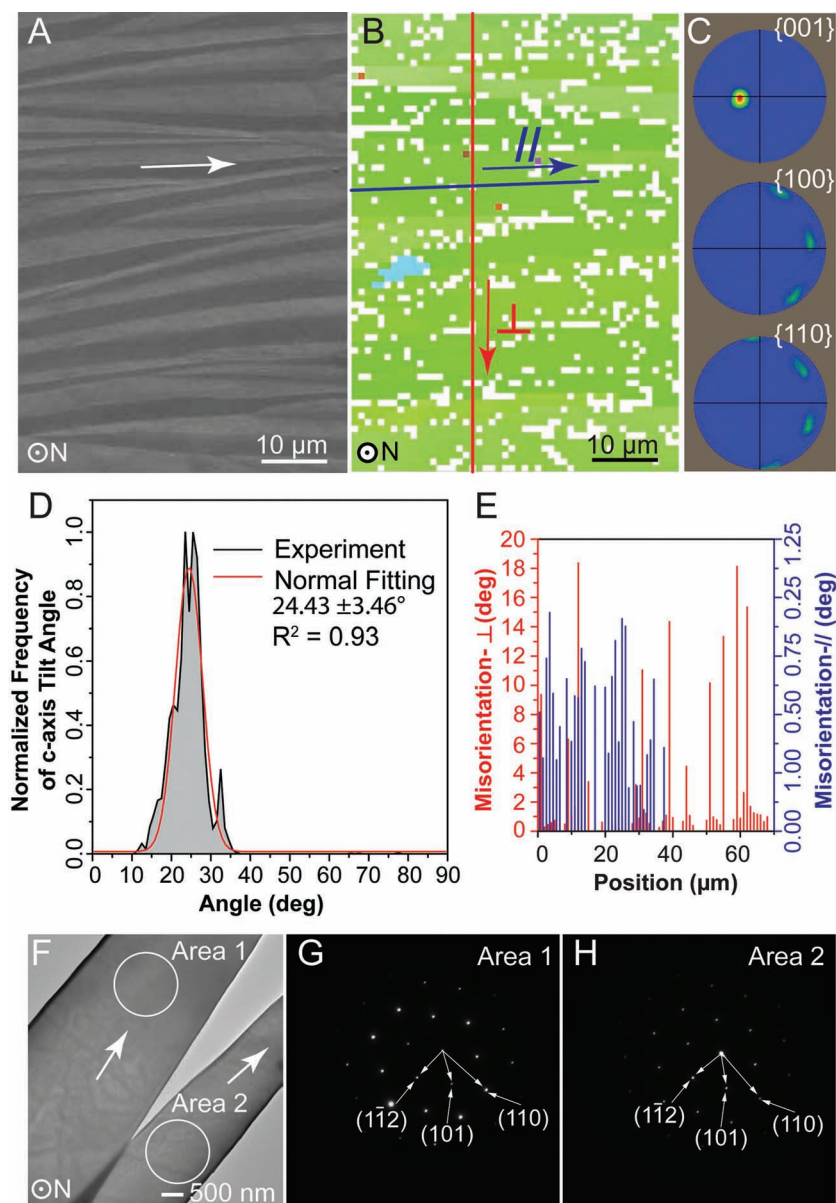 A
⊙N
10 µm
B
//
⊥
⊙N
10 µm
C
{001}
{100}
{110}
D
Normalized Frequency
of c-axis Tilt Angle
1.0
0.8
0.6
0.4
0.2
0.0
Experiment
Normal Fitting
24.43 ±3.46°
R² = 0.93
0 10 20 30 40 50 60 70 80 90
Angle (deg)
E
Misorientation- ⊥ (deg)
20
18
16
14
12
10
8
6
4
2
0
1.25
0.25
0.75
0.50
1.00
0.00
Misorientation-// (deg)
0 20 40 60
Position (µm)
F
Area 1
Area 2
⊙N
500 nm
G
Area 1
(11̄2)
(101)
(110)
H
Area 2
(11̄2)
(101)
(110)